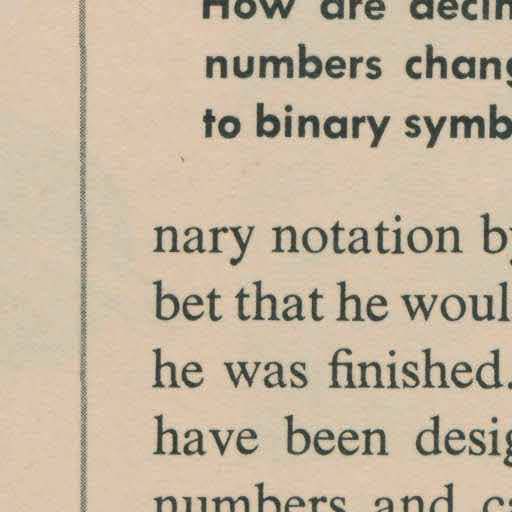 How are decim
numbers chang
to binary symb
nary notation by
bet that he woul
he was finished.
have been desig
numbers and ca